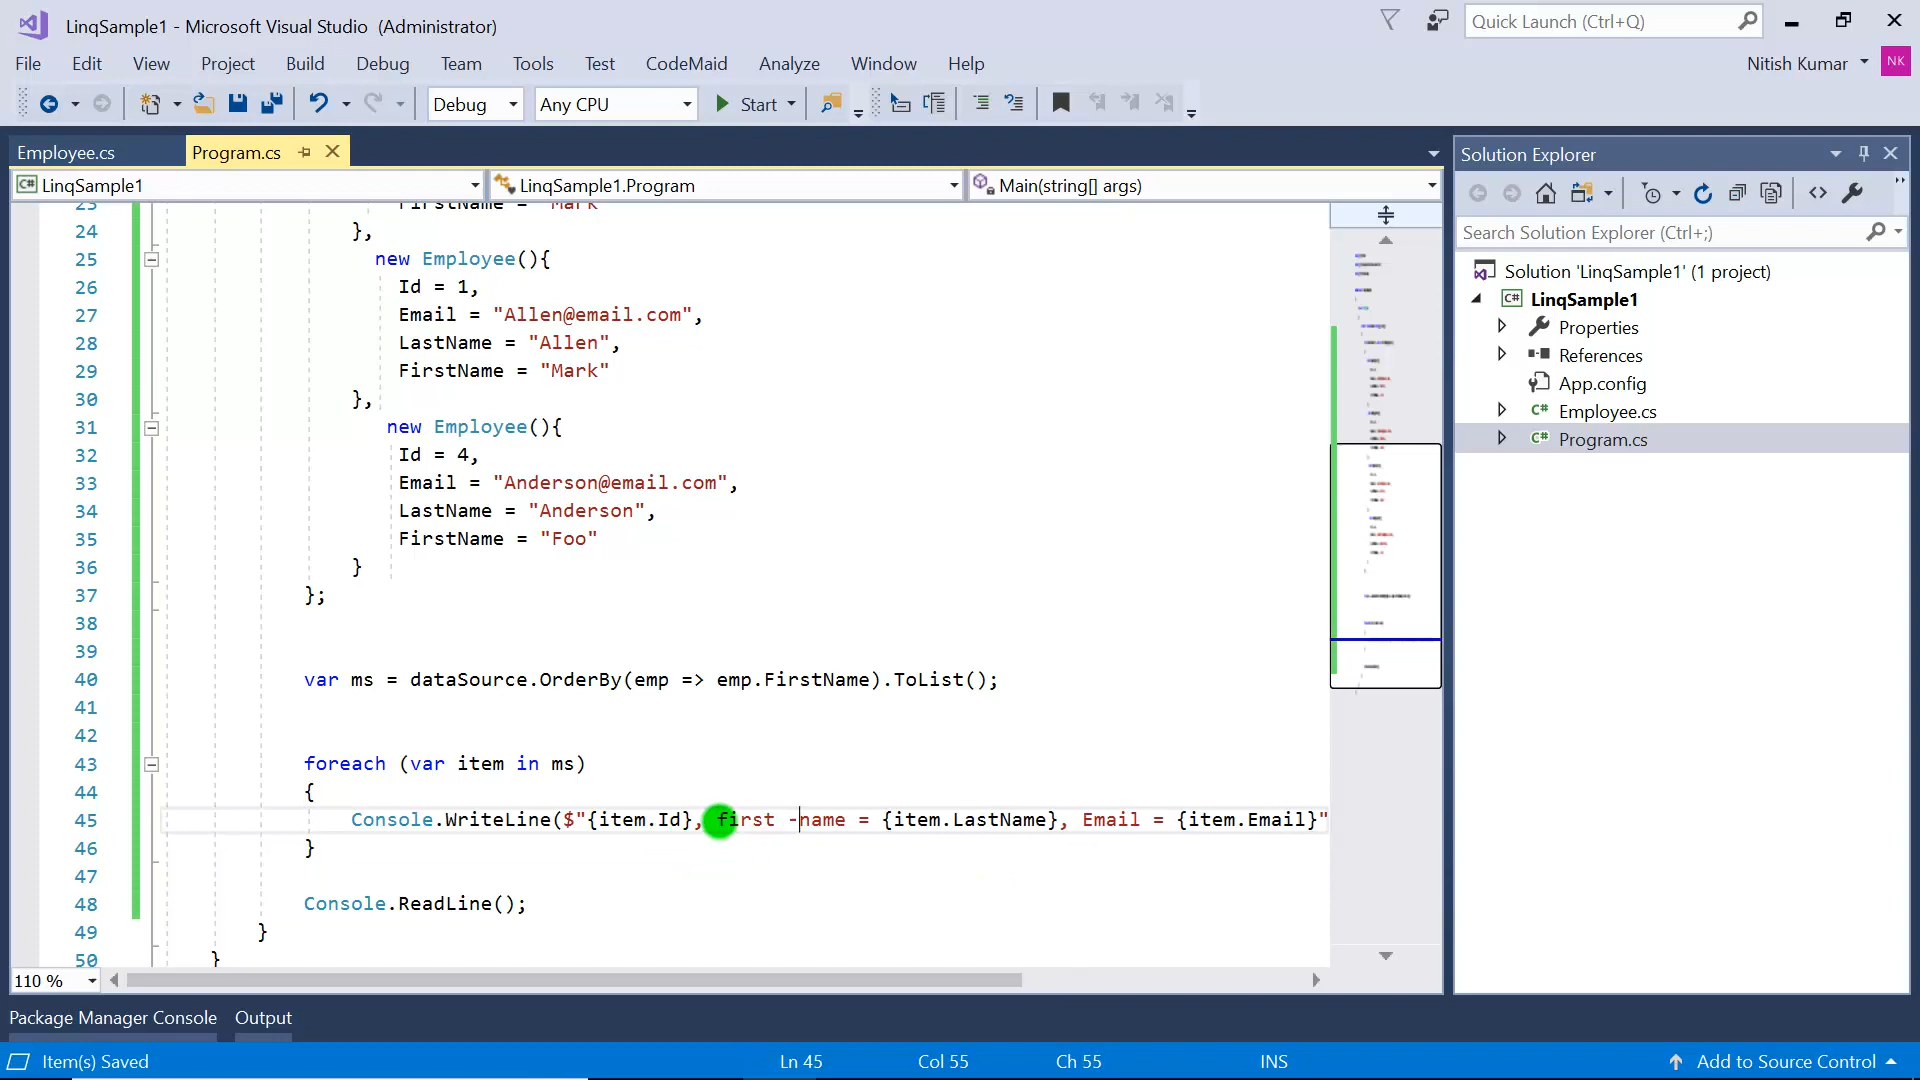 LinqSample1 - Microsoft Visual Studio (Administrator)
Quick Launch (Ctrl+Q)
File Edit View Project Build Debug Team Tools Test CodeMaid Analyze Window Help
Nitish Kumar NK
Debug Any CPU Start
Employee.cs Program.cs
LinqSample1 LinqSample1.Program Main(string[] args)
23 FirstName = "Mark"
24 },
25 new Employee(){
26 Id = 1,
27 Email = "Allen@email.com",
28 LastName = "Allen",
29 FirstName = "Mark"
30 },
31 new Employee(){
32 Id = 4,
33 Email = "Anderson@email.com",
34 LastName = "Anderson",
35 FirstName = "Foo"
36 }
37 };
38
39
40 var ms = dataSource.OrderBy(emp => emp.FirstName).ToList();
41
42
43 foreach (var item in ms)
44 {
45 Console.WriteLine($"{item.Id}, first -name = {item.LastName}, Email = {item.Email}"
46 }
47
48 Console.ReadLine();
49 }
50 }
110 %
Solution Explorer
Search Solution Explorer (Ctrl+;)
Solution 'LinqSample1' (1 project)
C# LinqSample1
Properties
References
App.config
C# Employee.cs
C# Program.cs
Package Manager Console Output
Item(s) Saved Ln 45 Col 55 Ch 55 INS Add to Source Control